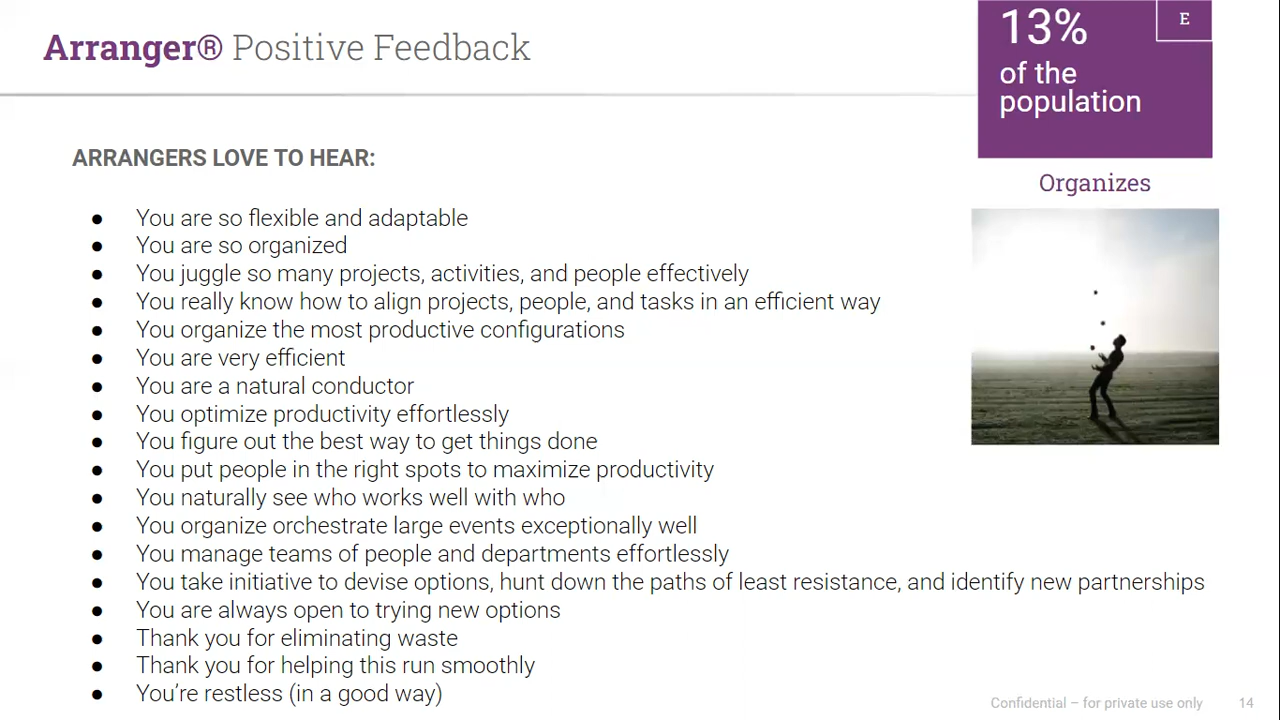 Arranger® Positive Feedback
13%
E
of the
population
Organizes
ARRANGERS LOVE TO HEAR:
● You are so flexible and adaptable
● You are so organized
● You juggle so many projects, activities, and people effectively
● You really know how to align projects, people, and tasks in an efficient way
● You organize the most productive configurations
● You are very efficient
● You are a natural conductor
● You optimize productivity effortlessly
● You figure out the best way to get things done
● You put people in the right spots to maximize productivity
● You naturally see who works well with who
● You organize orchestrate large events exceptionally well
● You manage teams of people and departments effortlessly
● You take initiative to devise options, hunt down the paths of least resistance, and identify new partnerships
● You are always open to trying new options
● Thank you for eliminating waste
● Thank you for helping this run smoothly
● You’re restless (in a good way)
Confidential – for private use only
14